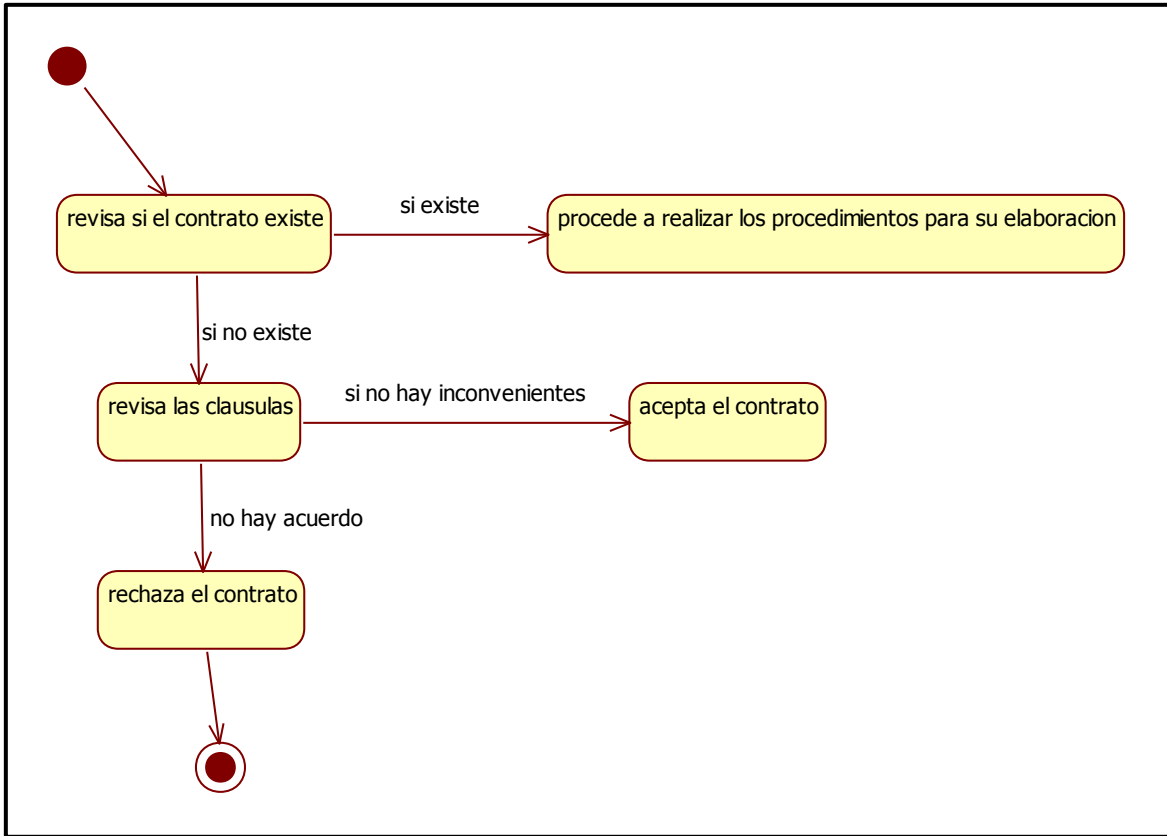 revisa si el contrato existe
si existe
procede a realizar los procedimientos para su elaboracion
si no existe
revisa las clausulas
si no hay inconvenientes
acepta el contrato
no hay acuerdo
rechaza el contrato